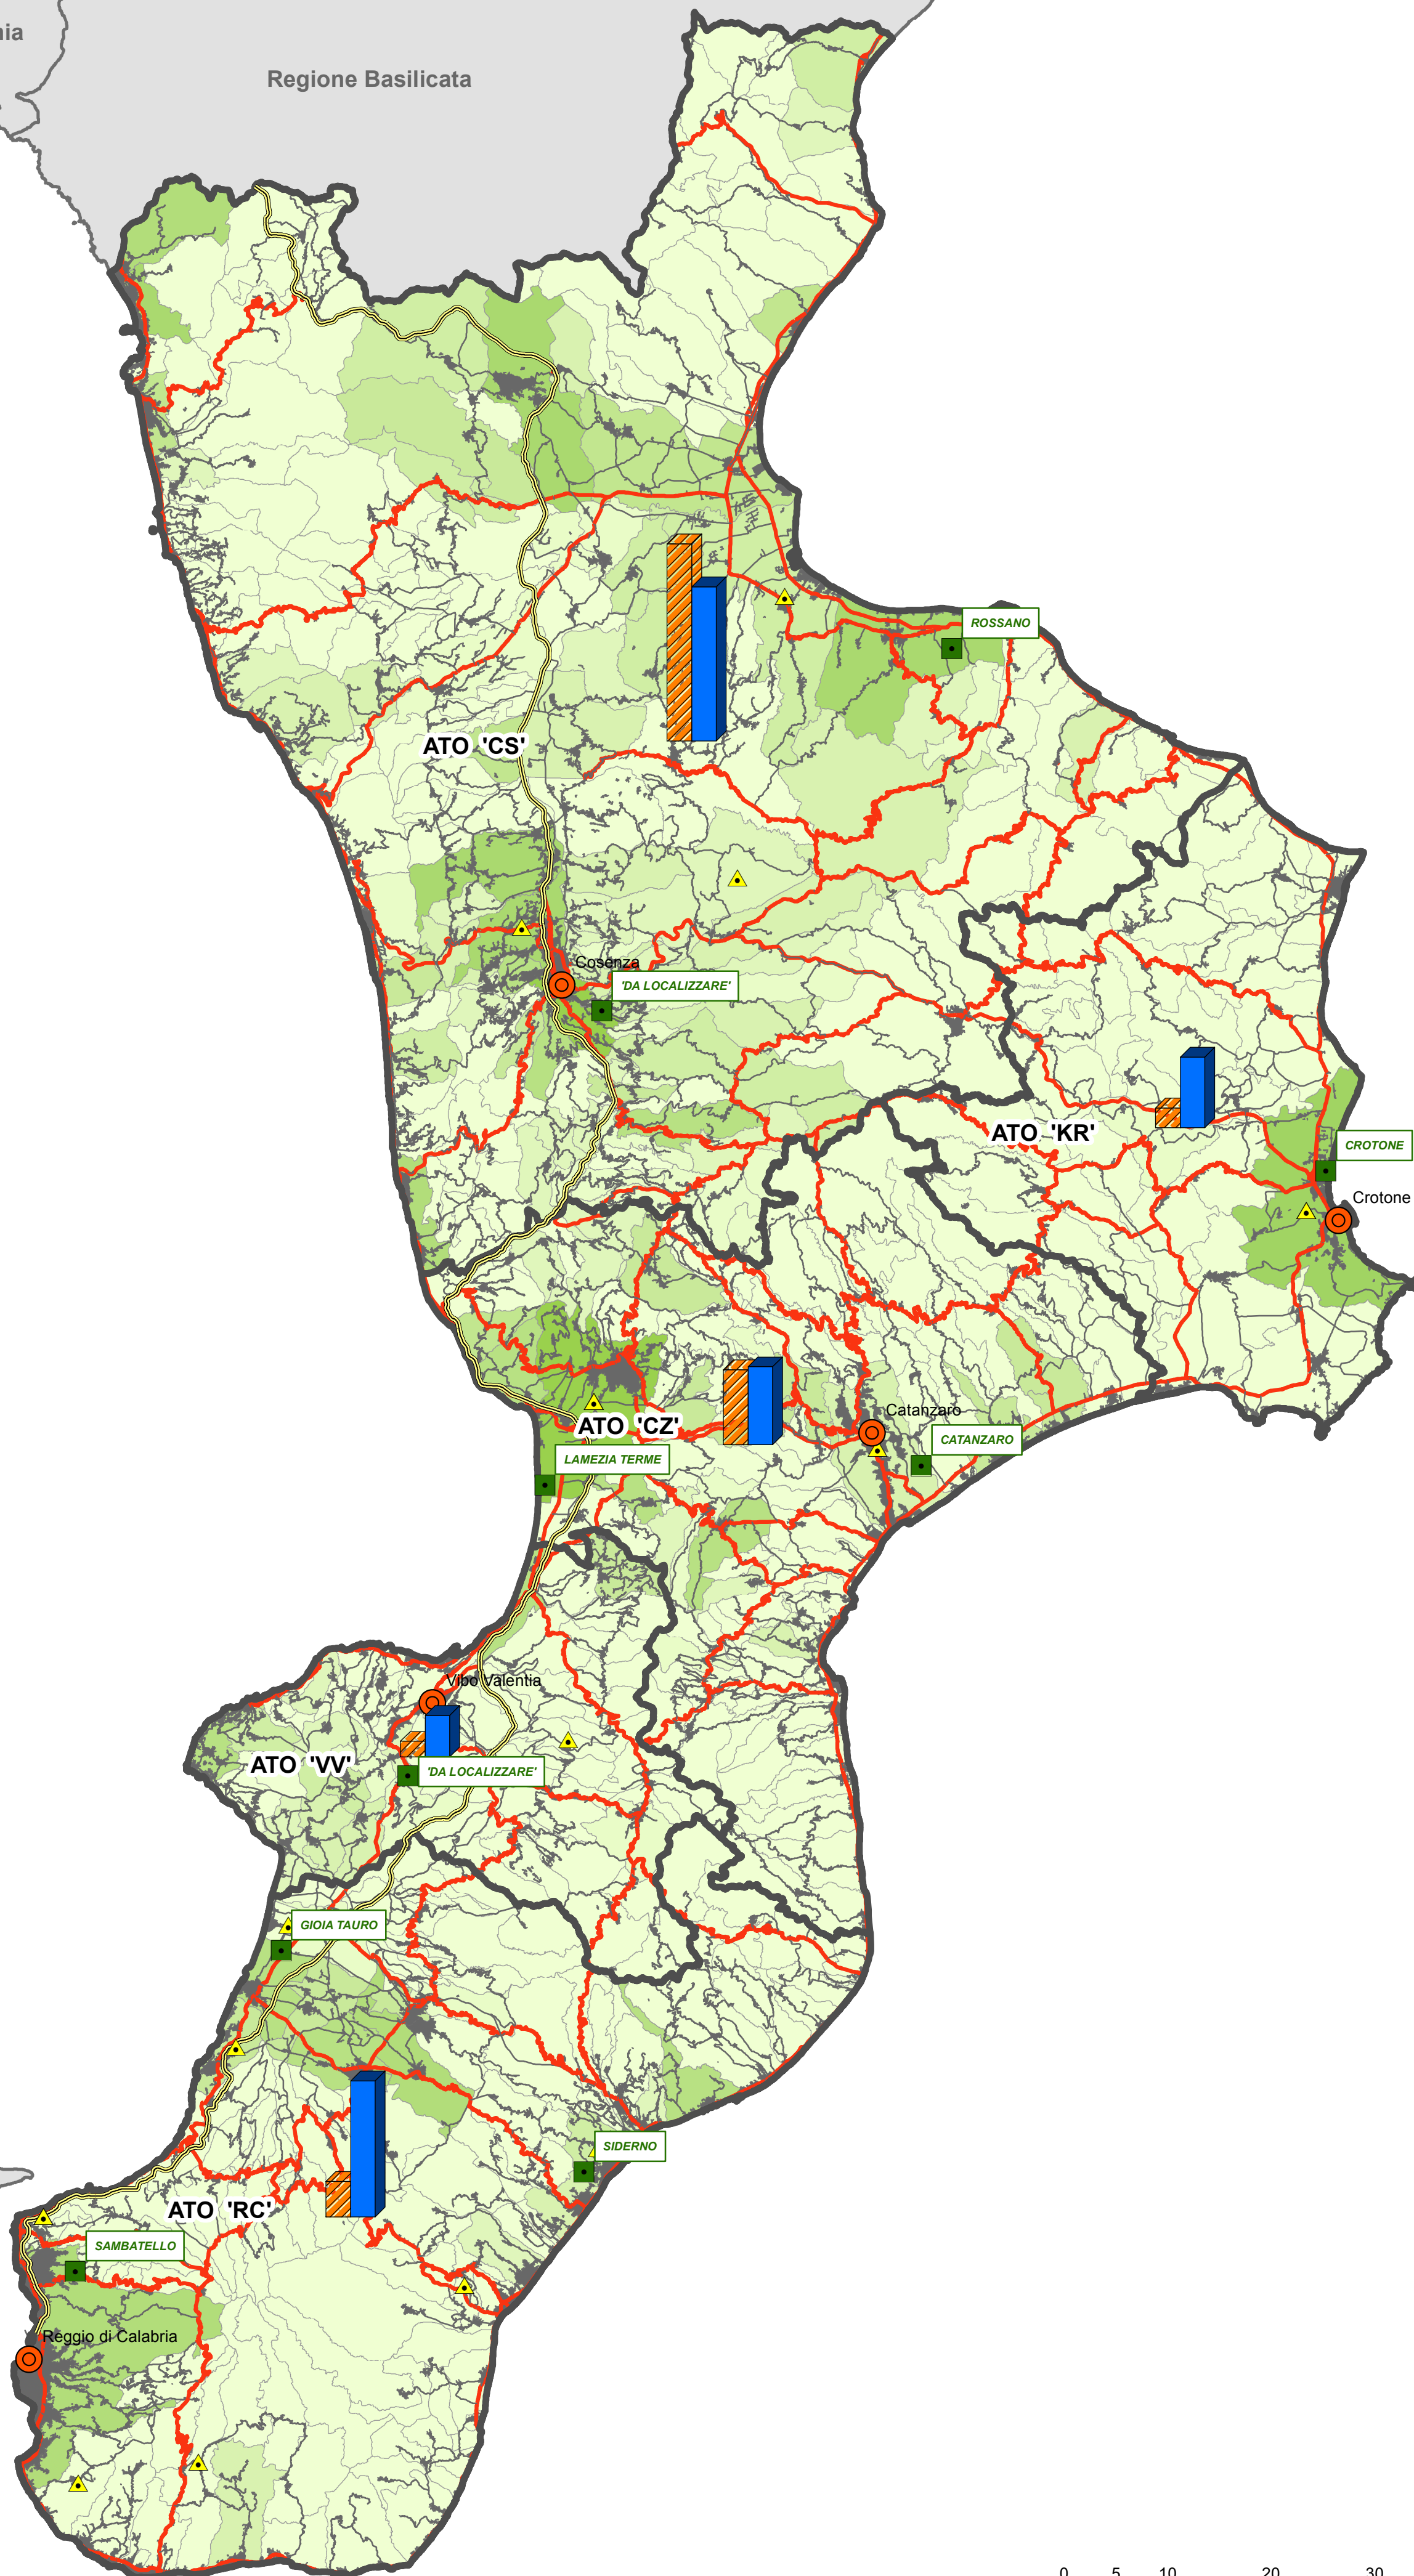 nia
Regione Basilicata
ROSSANO
ATO 'CS'
Cosenza
'DA LOCALIZZARE'
ATO 'KR'
CROTONE
Crotone
Catanzaro
ATO 'CZ'
CATANZARO
LAMEZIA TERME
Vibo Valentia
ATO 'VV'
'DA LOCALIZZARE'
GIOIA TAURO
SIDERNO
ATO 'RC'
SAMBATELLO
Reggio di Calabria
0 5 10 20 30